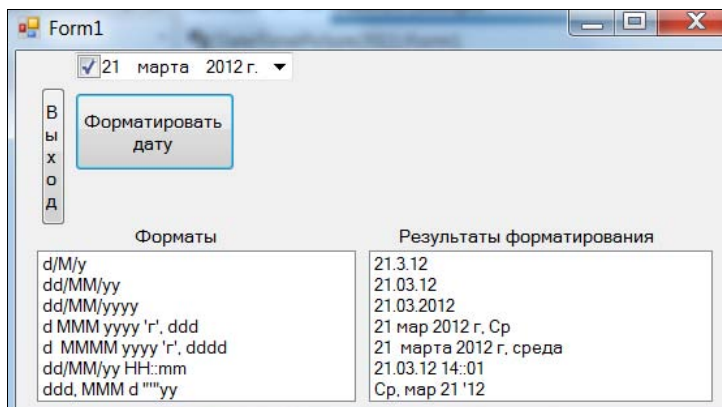 Form1
21 марта 2012 г.
Выход
Форматировать
дату
Форматы
Результаты форматирования
d/M/y
21.3.12
dd/MM/yy
21.03.12
dd/MM/yyyy
21.03.2012
d MMM yyyy 'г', ddd
21 мар 2012 г, Ср
d MMMM yyyy 'г', dddd
21 марта 2012 г, среда
dd/MM/yy HH::mm
21.03.12 14::01
ddd, MMM d "'"yy
Ср, мар 21 '12